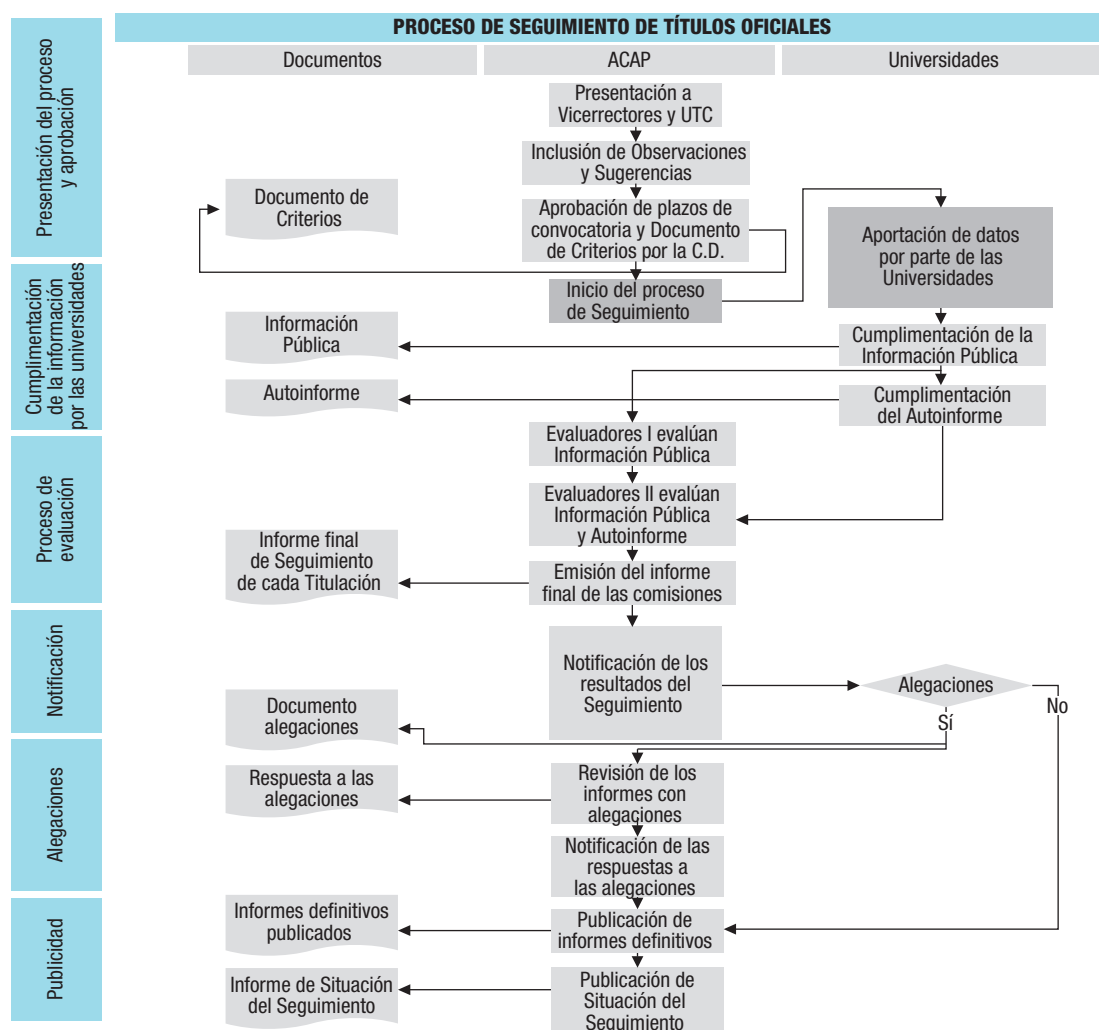 PROCESO DE SEGUIMIENTO DE TÍTULOS OFICIALES
Documentos
ACAP
Universidades
Presentación del proceso
y aprobación
Presentación a
Vicerrectores y UTC
Inclusión de Observaciones
y Sugerencias
Documento de
Criterios
Aprobación de plazos de
convocatoria y Documento
de Criterios por la C.D.
Aportación de datos
por parte de las
Universidades
Inicio del proceso
de Seguimiento
Cumplimentación
de la información
por las universidades
Información
Pública
Cumplimentación de la
Información Pública
Autoinforme
Cumplimentación
del Autoinforme
Proceso de
evaluación
Evaluadores I evalúan
Información Pública
Evaluadores II evalúan
Información Pública
y Autoinforme
Informe final
de Seguimiento
de cada Titulación
Emisión del informe
final de las comisiones
Notificación
Notificación de los
resultados del
Seguimiento
Alegaciones
No
Sí
Documento
alegaciones
Alegaciones
Respuesta a las
alegaciones
Revisión de los
informes con
alegaciones
Notificación de las
respuestas a
las alegaciones
Publicidad
Informes definitivos
publicados
Publicación de
informes definitivos
Informe de Situación
del Seguimiento
Publicación de
Situación del
Seguimiento